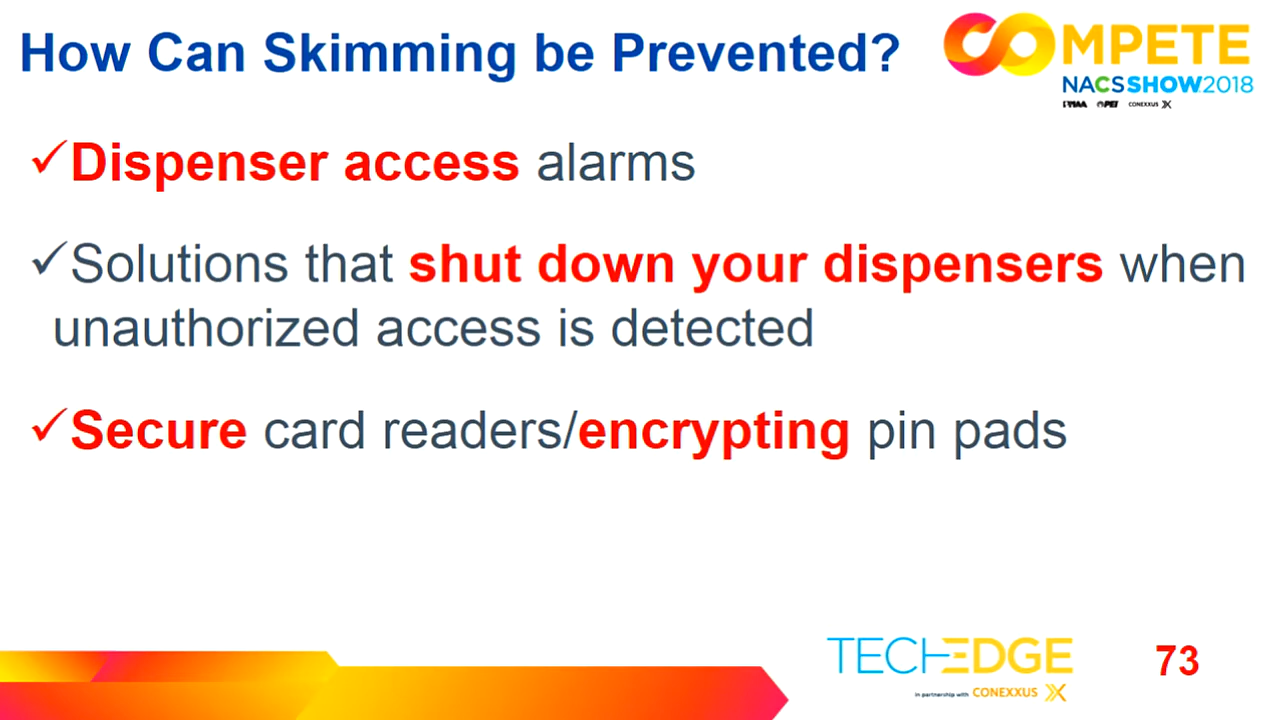 How Can Skimming be Prevented?
COMPETE
NACSSHOW2018
CONEXXUS
✓Dispenser access alarms
✓Solutions that shut down your dispensers when
unauthorized access is detected
✓Secure card readers/encrypting pin pads
TECHEDGE
in partnership with CONEXXUS
73